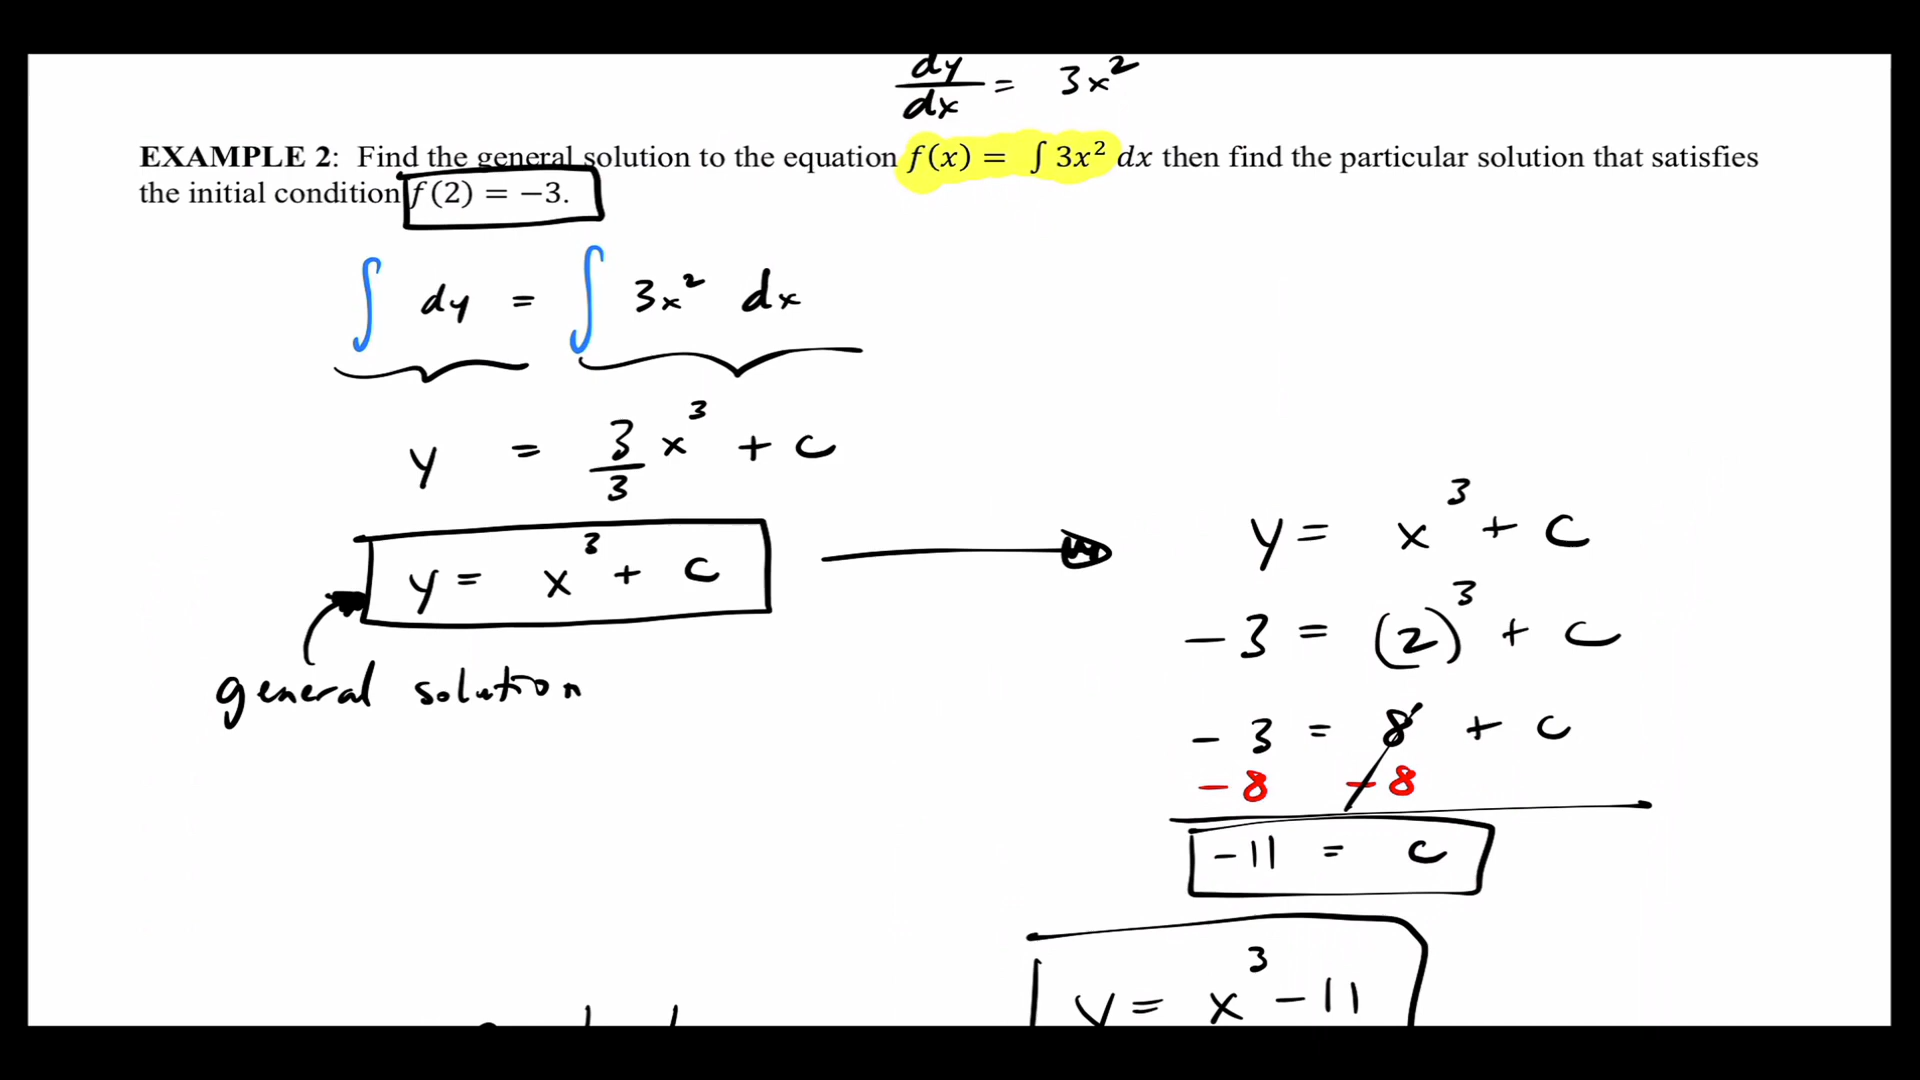 dy/dx = 3x²
EXAMPLE 2: Find the general solution to the equation f(x) = ∫ 3x² dx then find the particular solution that satisfies
the initial condition f(2) = −3.
∫ dy = ∫ 3x² dx
y = 3/3 x³ + c
y = x³ + c
general solution
y = x³ + c
-3 = (2)³ + c
-3 = 8 + c
-8 -8
-11 = c
y = x³ - 11